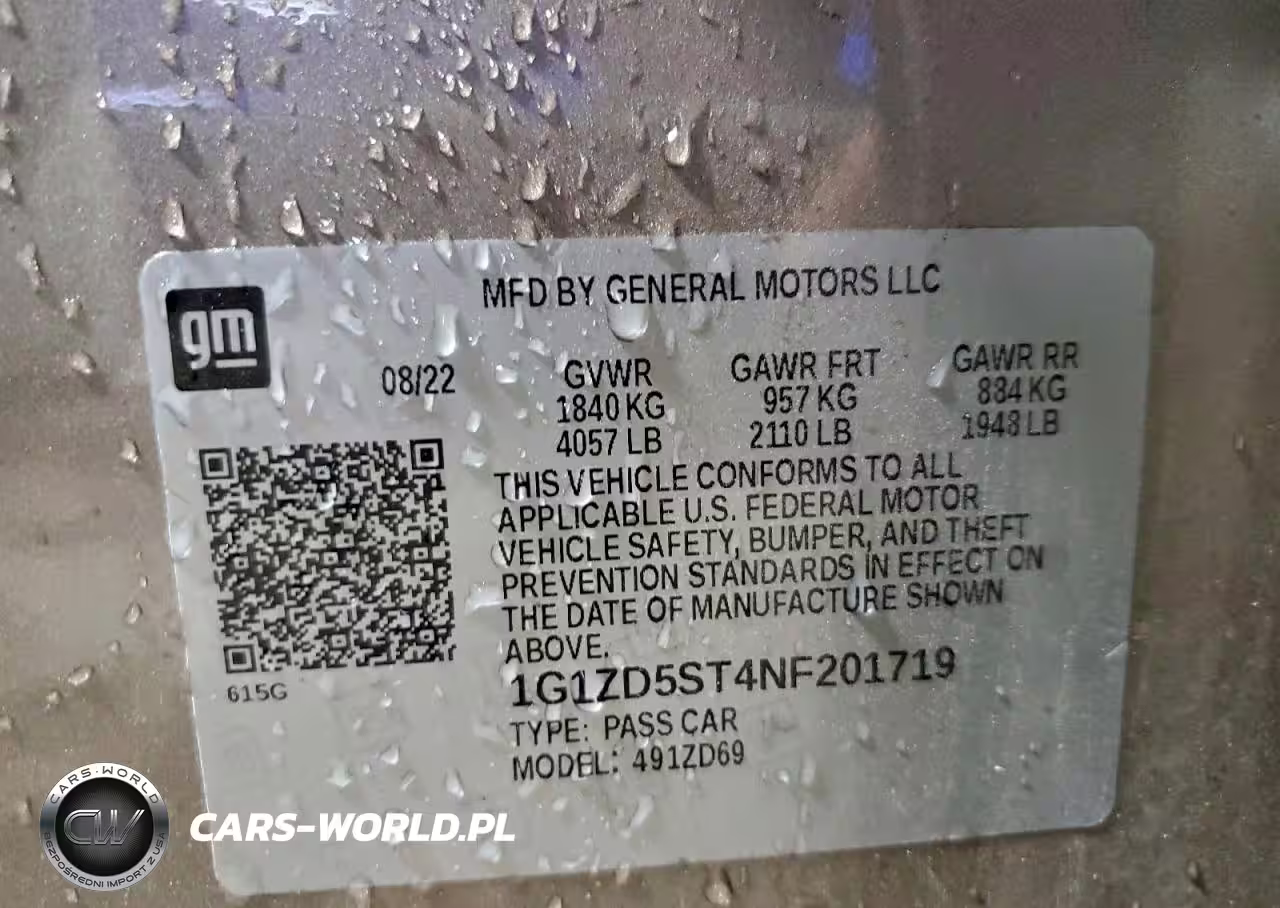 MFD BY GENERAL MOTORS LLC
gm
08/22
GVWR
1840 KG
4057 LB
GAWR FRT
957 KG
2110 LB
GAWR RR
884 KG
1948 LB
THIS VEHICLE CONFORMS TO ALL
APPLICABLE U.S. FEDERAL MOTOR
VEHICLE SAFETY, BUMPER, AND THEFT
PREVENTION STANDARDS IN EFFECT ON
THE DATE OF MANUFACTURE SHOWN
ABOVE.
615G
1G1ZD5ST4NF201719
TYPE: PASS CAR
MODEL: 491ZD69
CARS-WORLD
CW
BEZPOŚREDNI IMPORT Z USA
CARS-WORLD.PL